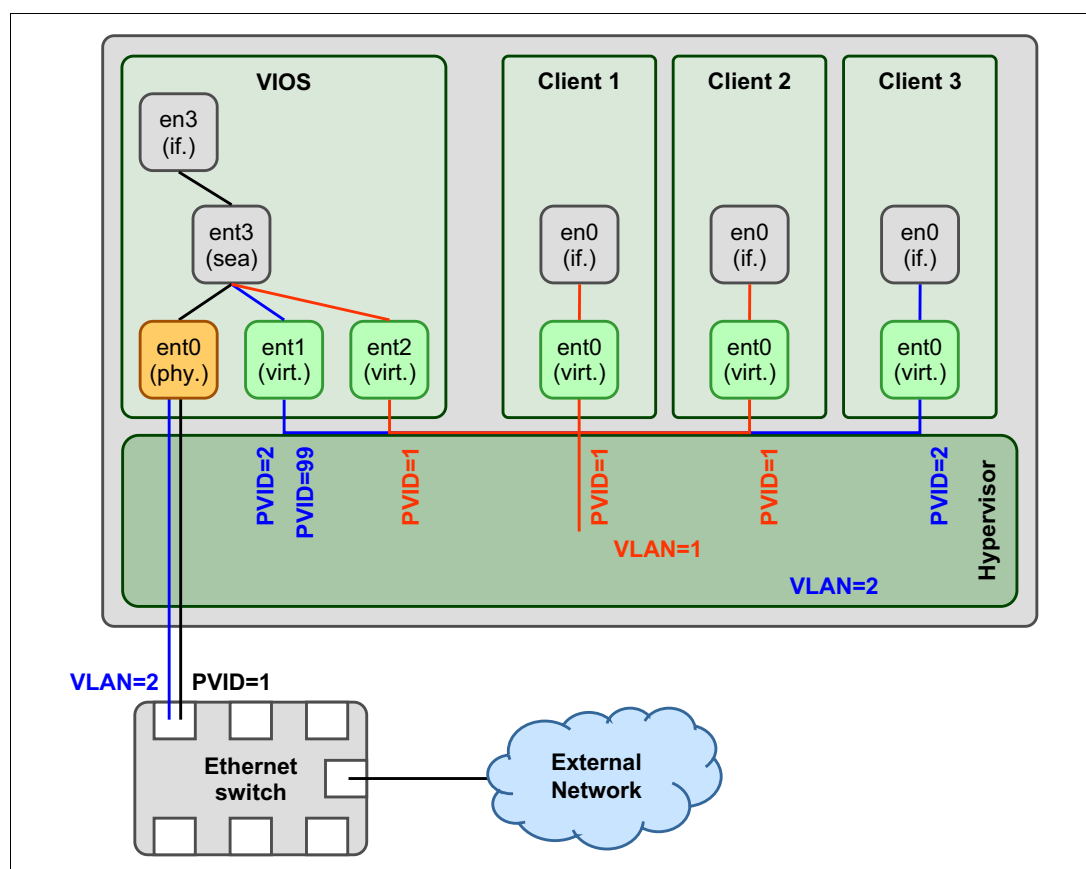 VIOS
Client 1
Client 2
Client 3
en3
(if.)
ent3
(sea)
en0
(if.)
en0
(if.)
en0
(if.)
ent0
(phy.)
ent1
(virt.)
ent2
(virt.)
ent0
(virt.)
ent0
(virt.)
ent0
(virt.)
PVID=2
PVID=99
PVID=1
PVID=1
PVID=1
PVID=2
Hypervisor
VLAN=1
VLAN=2
VLAN=2
PVID=1
Ethernet
switch
External
Network